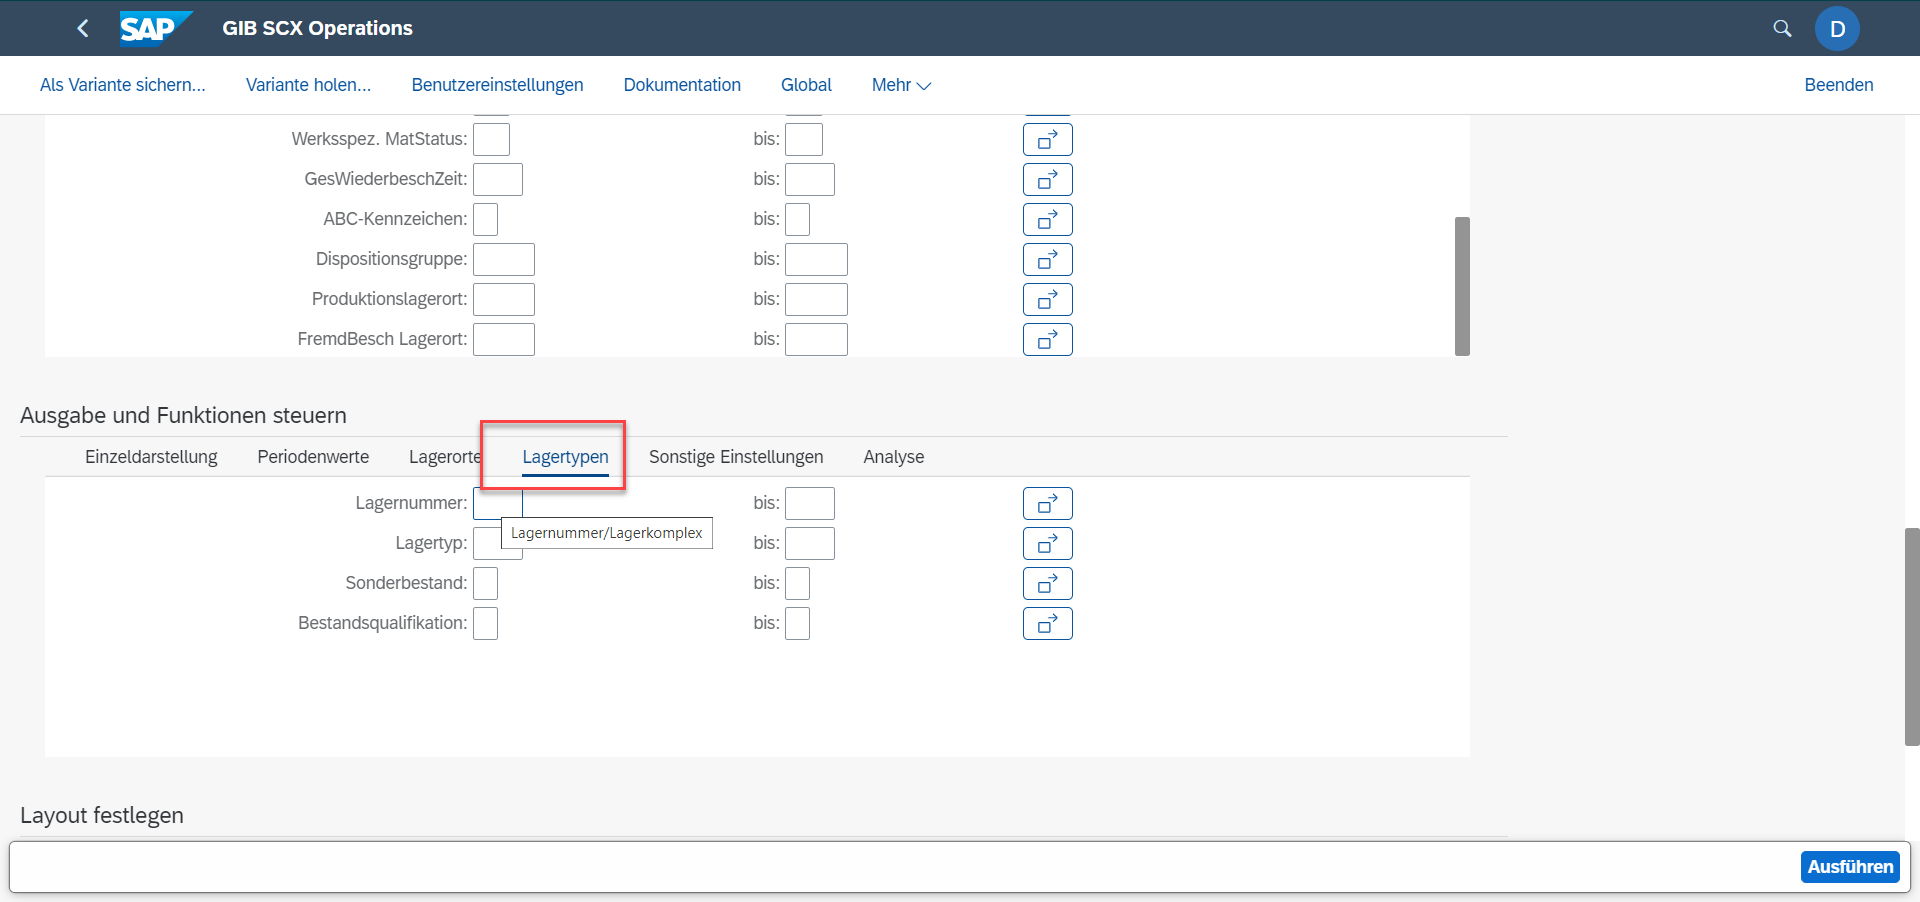 SAP GIB SCX Operations D
Als Variante sichern... Variante holen... Benutzereinstellungen Dokumentation Global Mehr Beenden
Werksspez. MatStatus: bis:
GesWiederbeschZeit: bis:
ABC-Kennzeichen: bis:
Dispositionsgruppe: bis:
Produktionslagerort: bis:
FremdBesch Lagerort: bis:
Ausgabe und Funktionen steuern
Einzeldarstellung Periodenwerte Lagerorte Lagertypen Sonstige Einstellungen Analyse
Lagernummer: bis:
Lagernummer/Lagerkomplex
Lagertyp: bis:
Sonderbestand: bis:
Bestandsqualifikation: bis:
Layout festlegen
Ausführen